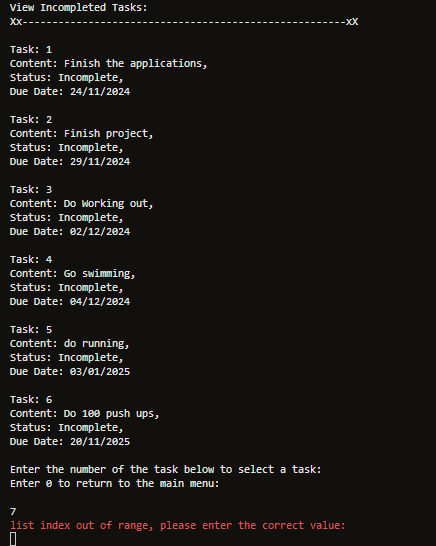 View Incompleted Tasks:
Xx------------------------------------------------xX
Task: 1
Content: Finish the applications,
Status: Incomplete,
Due Date: 24/11/2024
Task: 2
Content: Finish project,
Status: Incomplete,
Due Date: 29/11/2024
Task: 3
Content: Do Working out,
Status: Incomplete,
Due Date: 02/12/2024
Task: 4
Content: Go swimming,
Status: Incomplete,
Due Date: 04/12/2024
Task: 5
Content: do running,
Status: Incomplete,
Due Date: 03/01/2025
Task: 6
Content: Do 100 push ups,
Status: Incomplete,
Due Date: 20/11/2025
Enter the number of the task below to select a task:
Enter 0 to return to the main menu:
7
list index out of range, please enter the correct value: